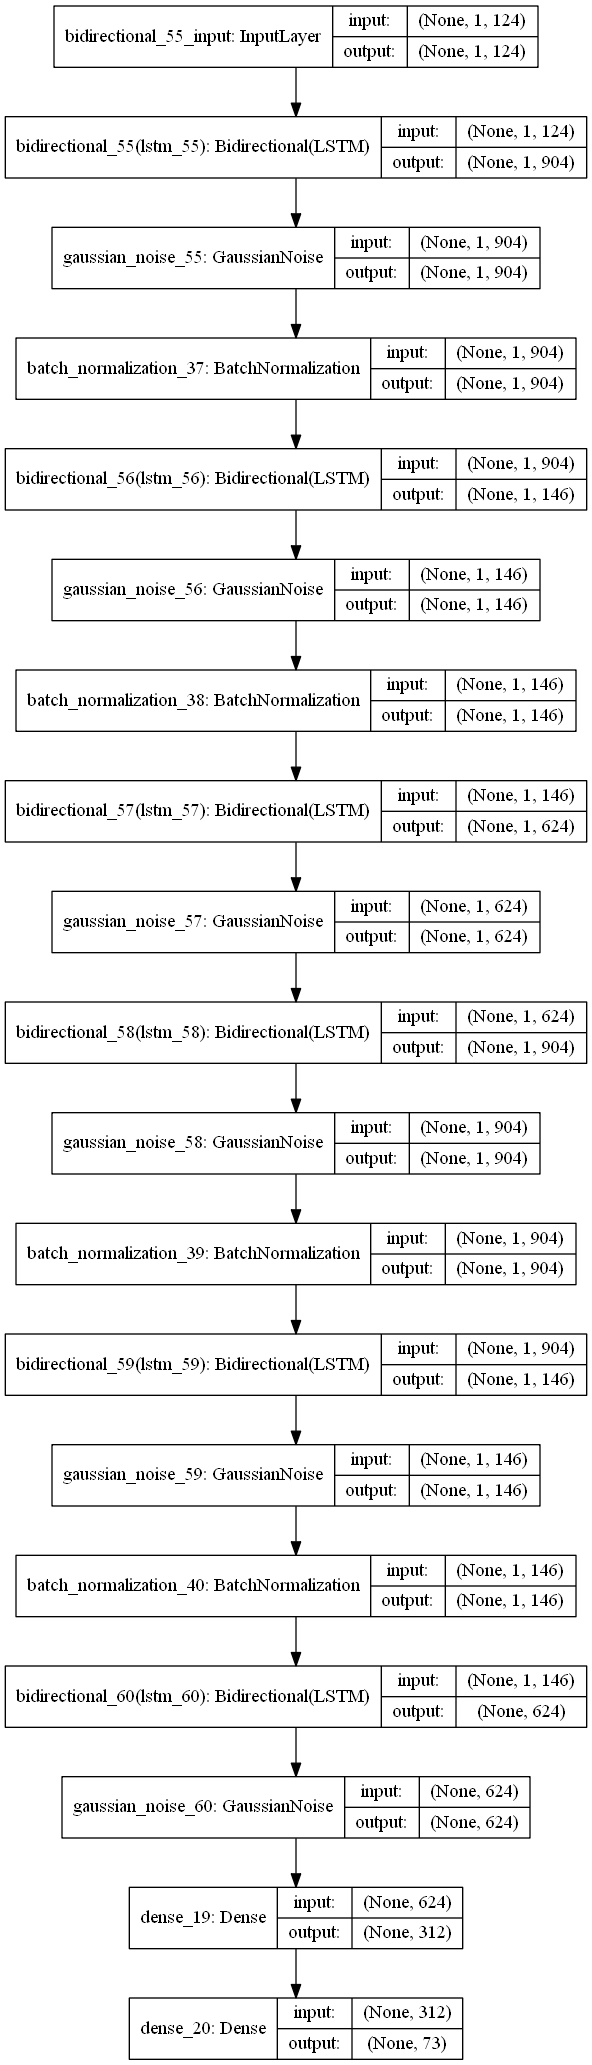 bidirectional_55_input: InputLayer
input: (None, 1, 124)
output: (None, 1, 124)
bidirectional_55(lstm_55): Bidirectional(LSTM)
input: (None, 1, 124)
output: (None, 1, 904)
gaussian_noise_55: GaussianNoise
input: (None, 1, 904)
output: (None, 1, 904)
batch_normalization_37: BatchNormalization
input: (None, 1, 904)
output: (None, 1, 904)
bidirectional_56(lstm_56): Bidirectional(LSTM)
input: (None, 1, 904)
output: (None, 1, 146)
gaussian_noise_56: GaussianNoise
input: (None, 1, 146)
output: (None, 1, 146)
batch_normalization_38: BatchNormalization
input: (None, 1, 146)
output: (None, 1, 146)
bidirectional_57(lstm_57): Bidirectional(LSTM)
input: (None, 1, 146)
output: (None, 1, 624)
gaussian_noise_57: GaussianNoise
input: (None, 1, 624)
output: (None, 1, 624)
bidirectional_58(lstm_58): Bidirectional(LSTM)
input: (None, 1, 624)
output: (None, 1, 904)
gaussian_noise_58: GaussianNoise
input: (None, 1, 904)
output: (None, 1, 904)
batch_normalization_39: BatchNormalization
input: (None, 1, 904)
output: (None, 1, 904)
bidirectional_59(lstm_59): Bidirectional(LSTM)
input: (None, 1, 904)
output: (None, 1, 146)
gaussian_noise_59: GaussianNoise
input: (None, 1, 146)
output: (None, 1, 146)
batch_normalization_40: BatchNormalization
input: (None, 1, 146)
output: (None, 1, 146)
bidirectional_60(lstm_60): Bidirectional(LSTM)
input: (None, 1, 146)
output: (None, 624)
gaussian_noise_60: GaussianNoise
input: (None, 624)
output: (None, 624)
dense_19: Dense
input: (None, 624)
output: (None, 312)
dense_20: Dense
input: (None, 312)
output: (None, 73)